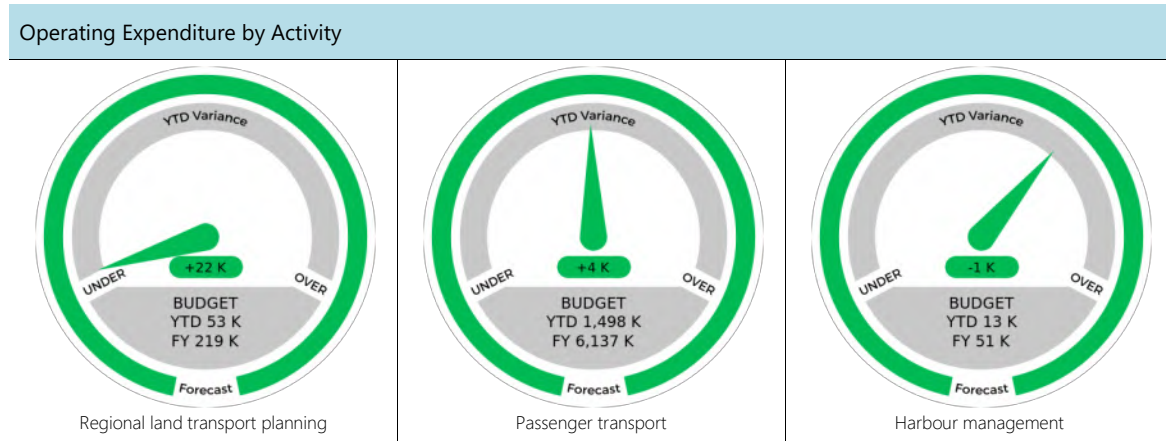 Operating Expenditure by Activity
YTD Variance
+22 K
UNDER
OVER
BUDGET
YTD 53 K
FY 219 K
Forecast
Regional land transport planning
YTD Variance
+4 K
UNDER
OVER
BUDGET
YTD 1,498 K
FY 6,137 K
Forecast
Passenger transport
YTD Variance
-1 K
UNDER
OVER
BUDGET
YTD 13 K
FY 51 K
Forecast
Harbour management